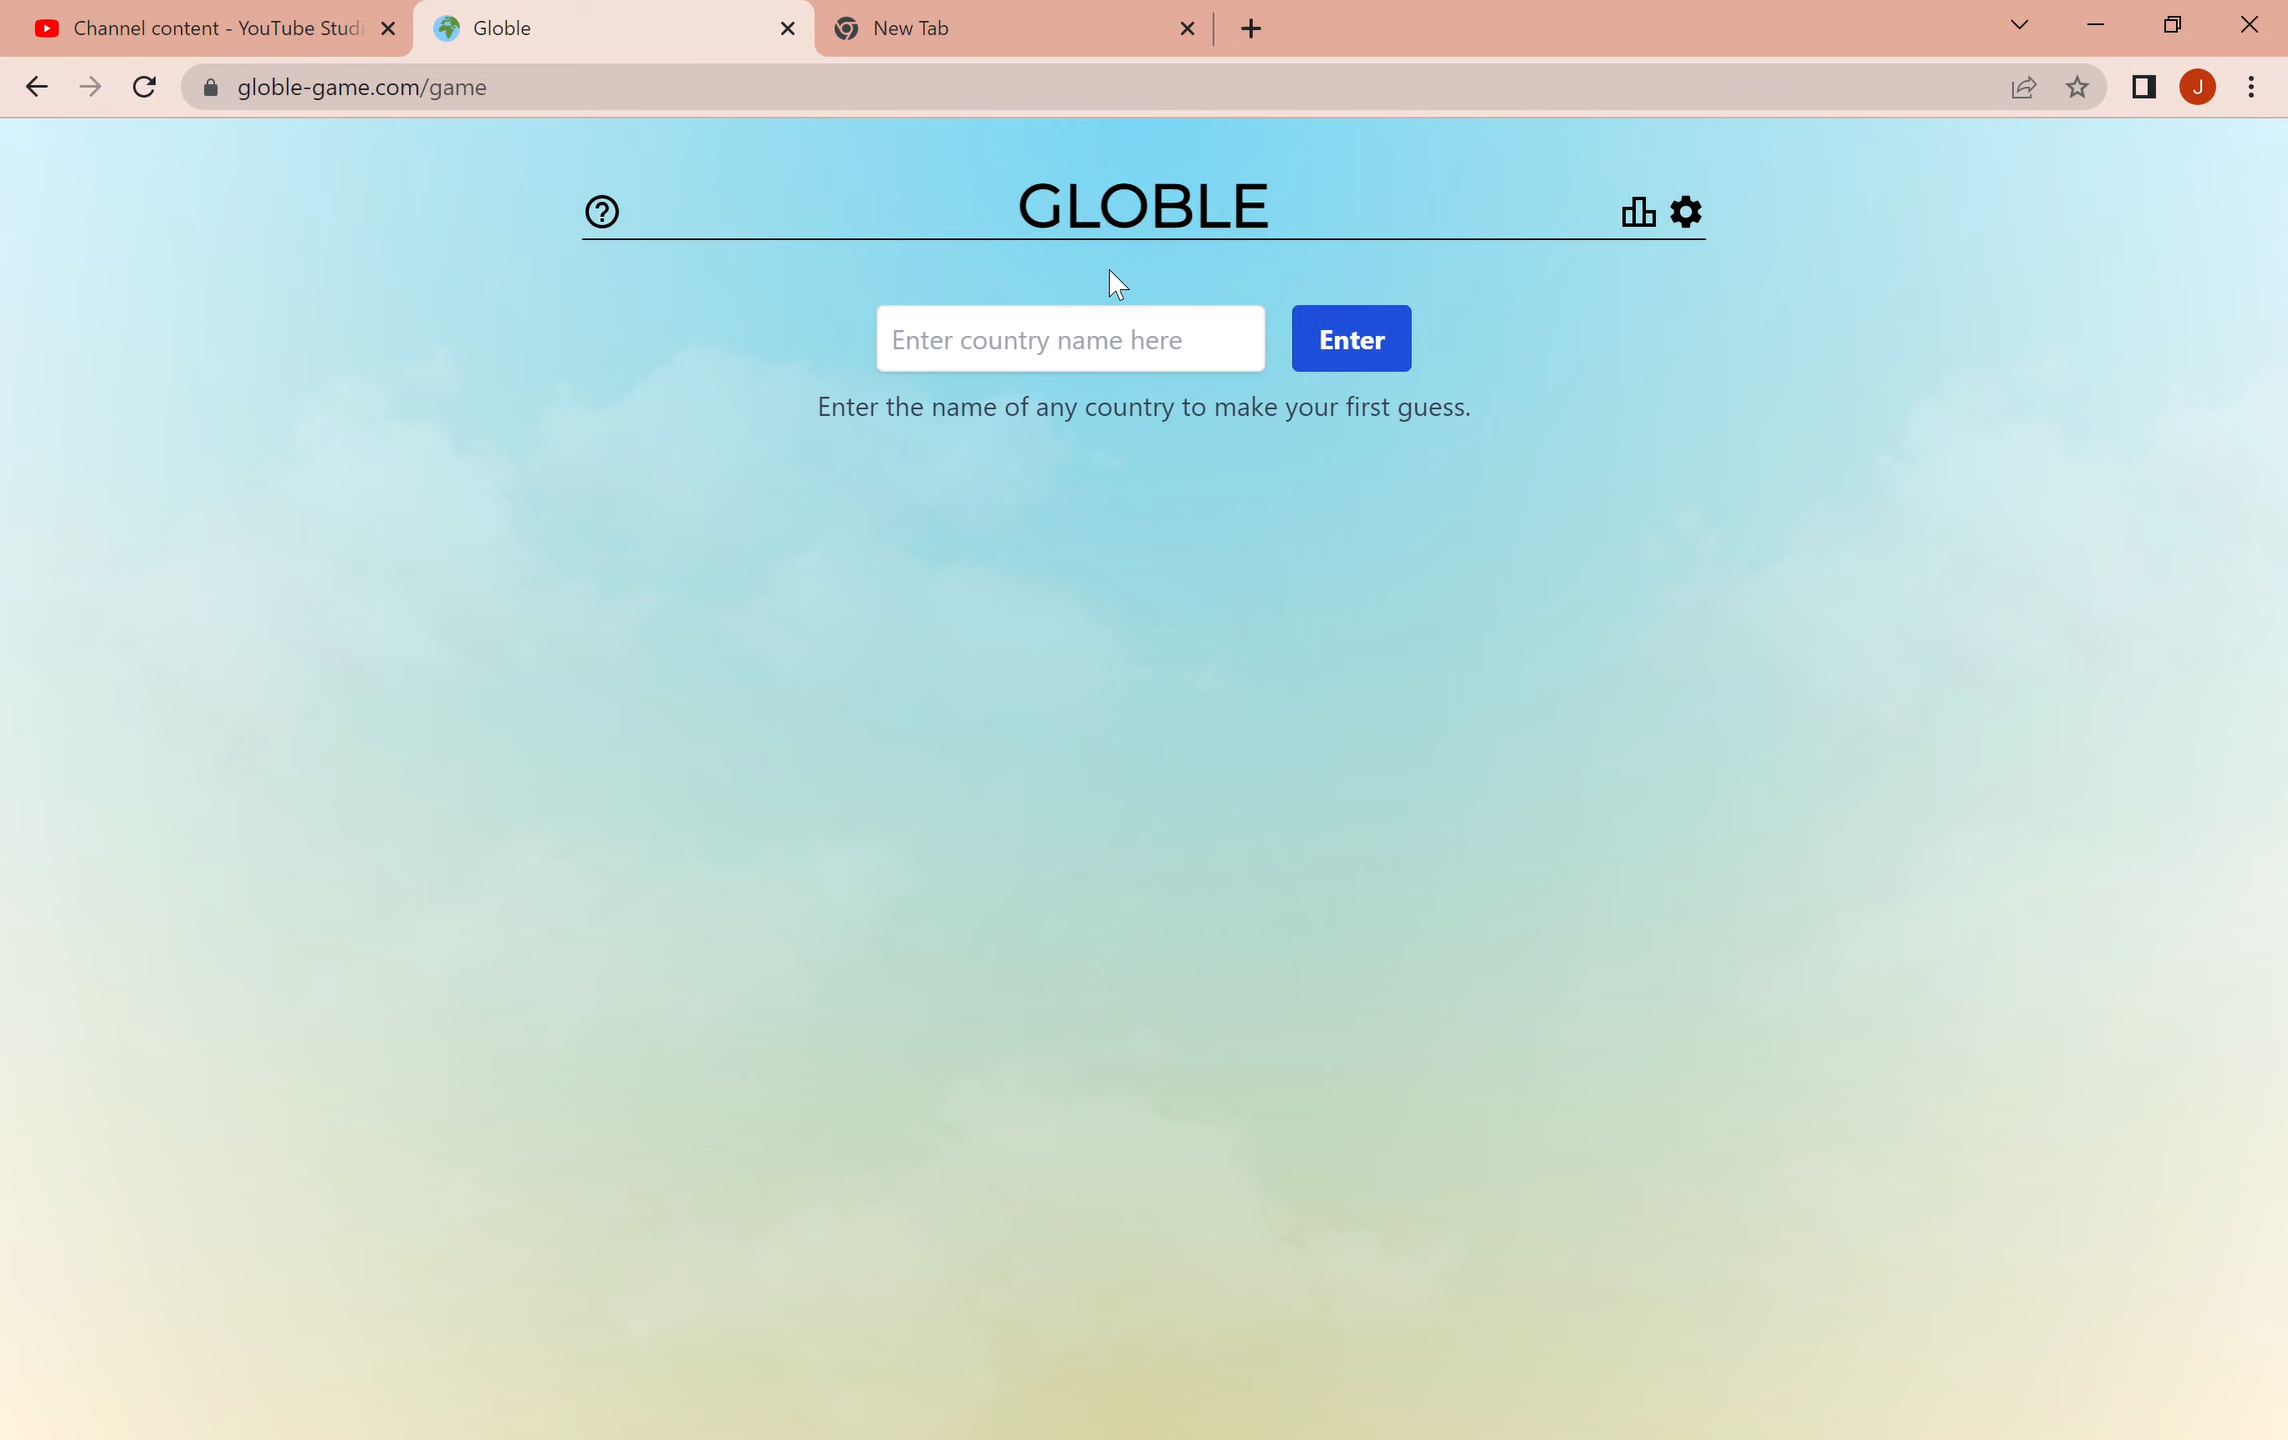 Channel content - YouTube Studi
Globle
New Tab
globle-game.com/game
J
GLOBLE
Enter country name here
Enter
Enter the name of any country to make your first guess.